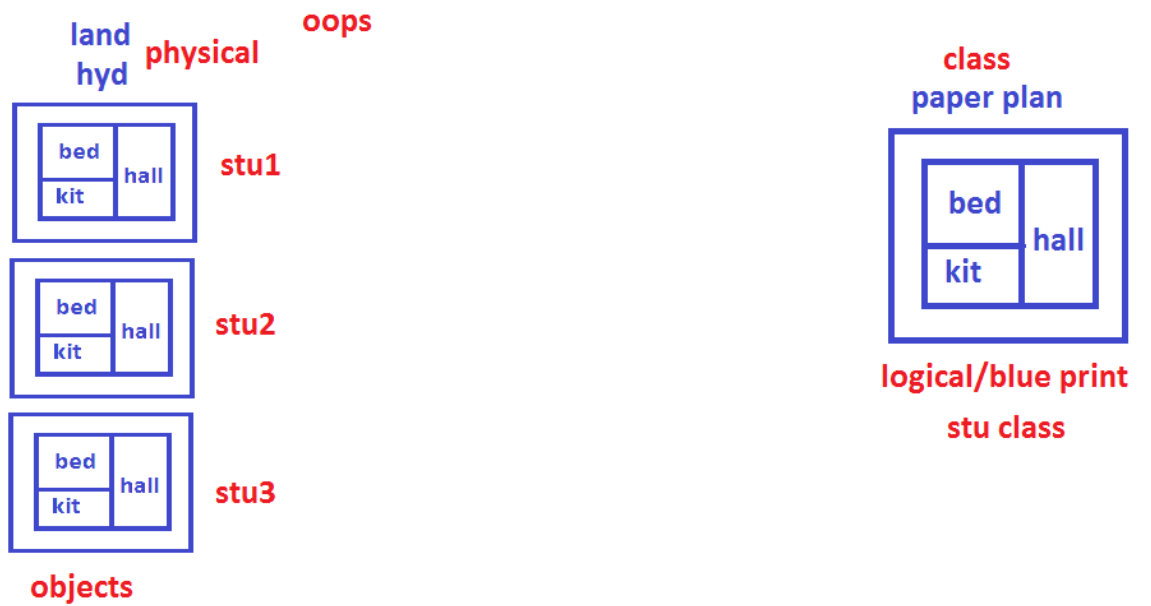 oops
land
physical
hyd
bed
hall
kit
stu1
bed
hall
kit
stu2
bed
hall
kit
stu3
objects
class
paper plan
bed
hall
kit
logical/blue print
stu class